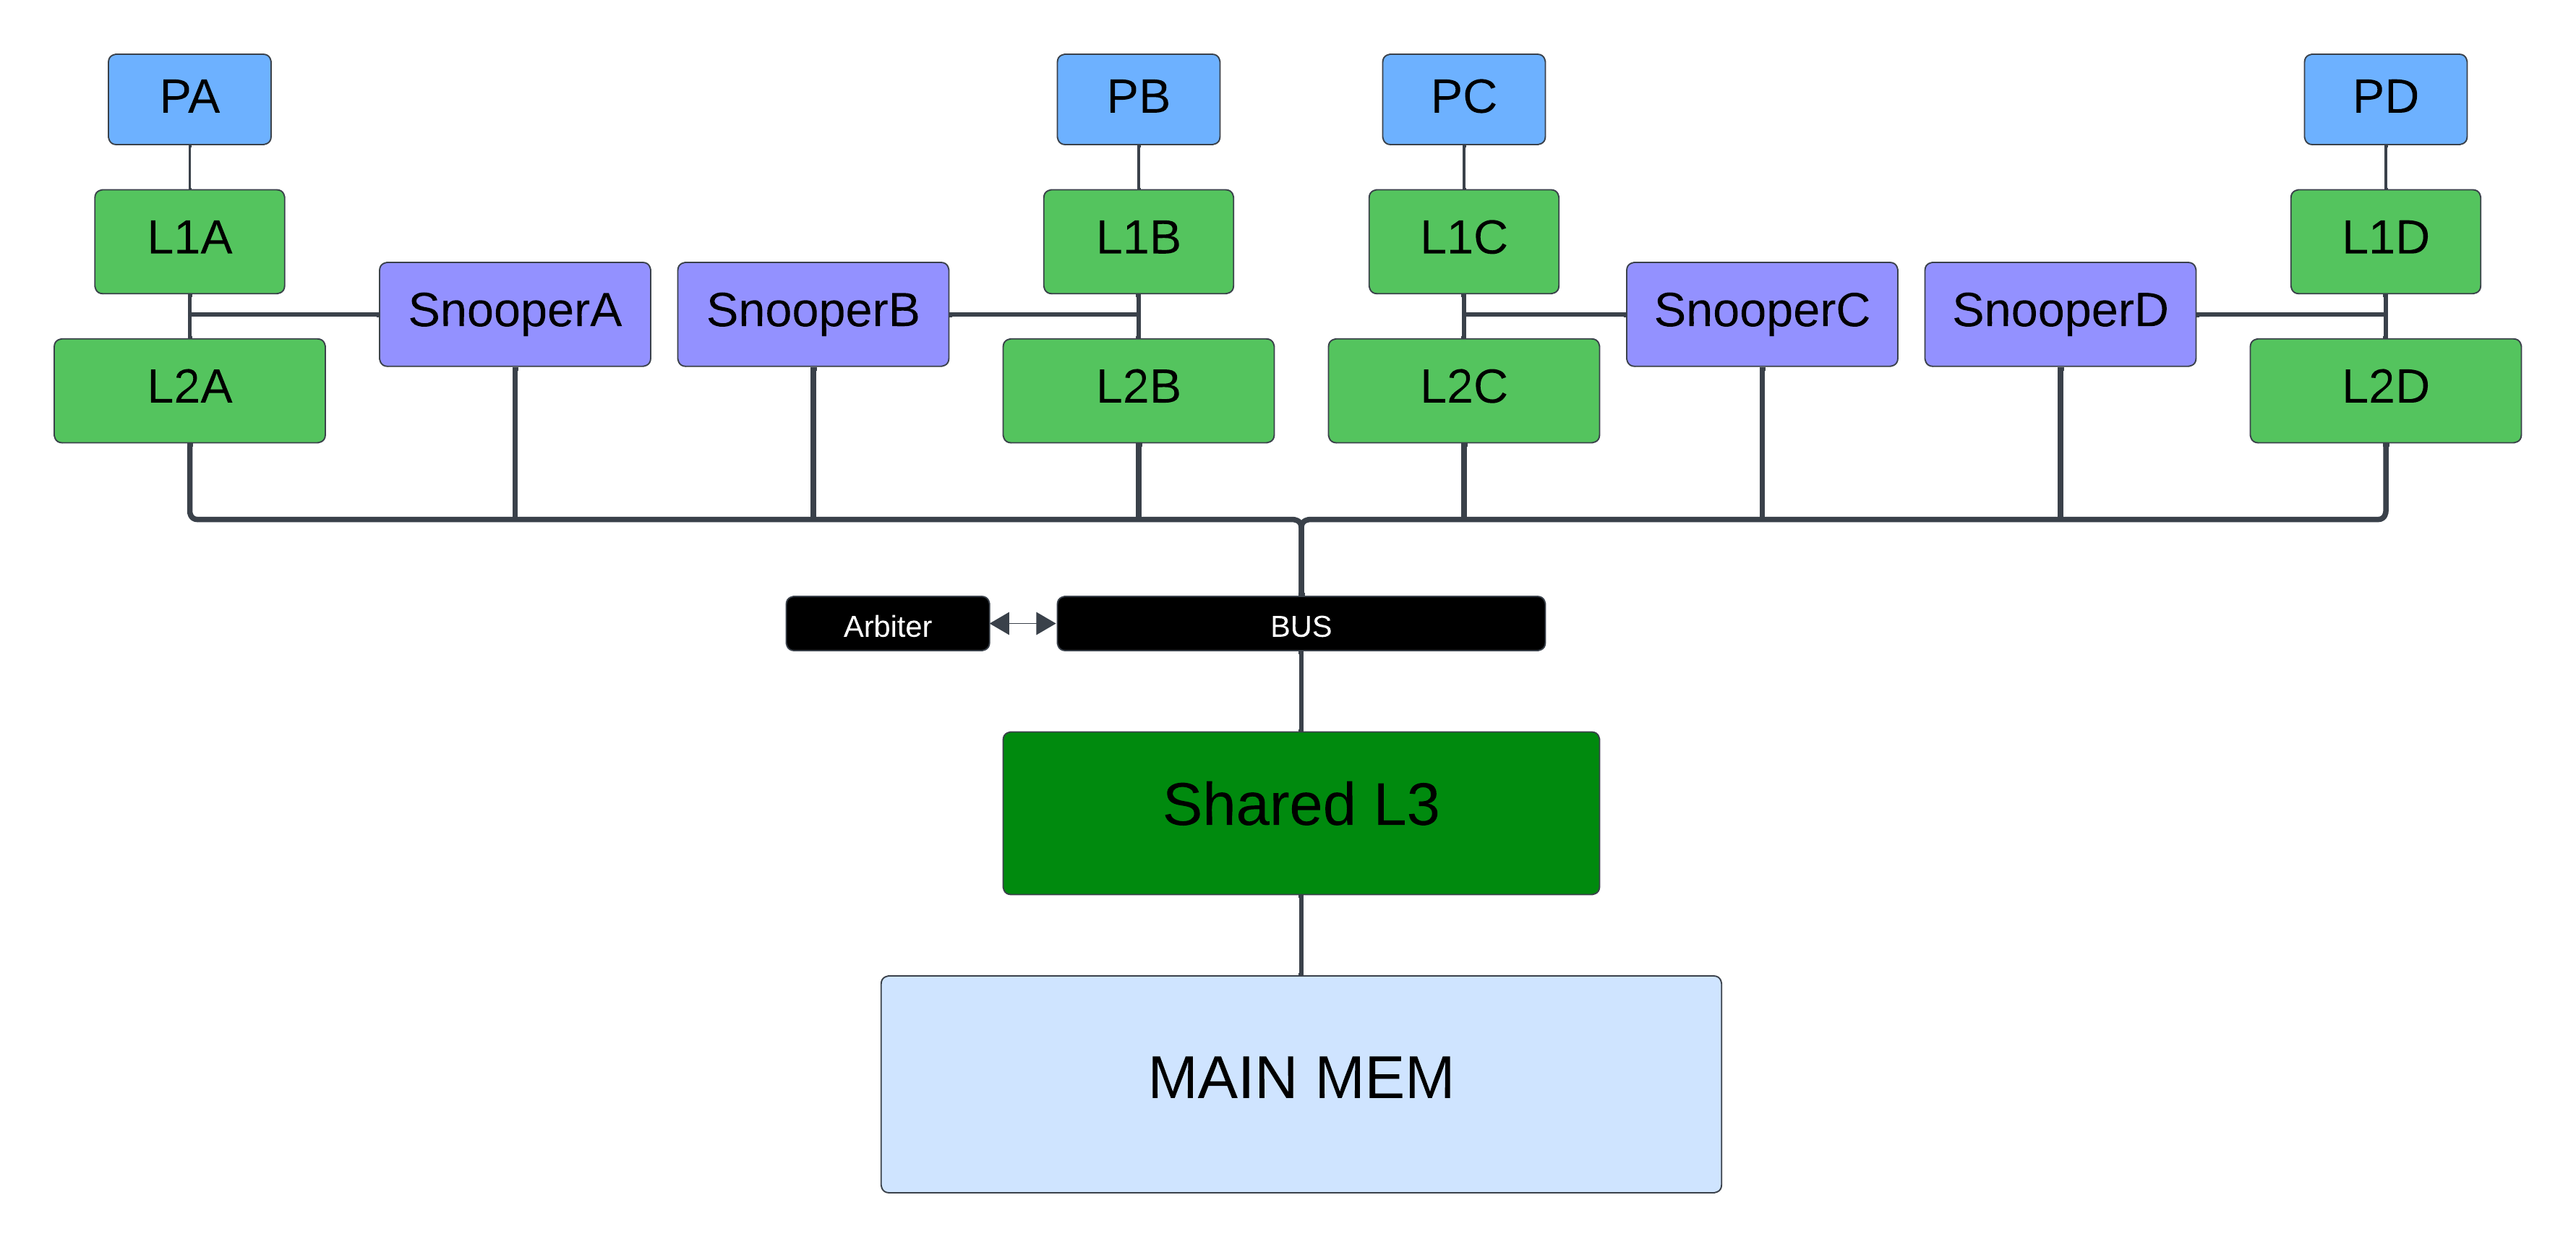 PA
PB
PC
PD
L1A
L1B
L1C
L1D
SnooperA
SnooperB
SnooperC
SnooperD
L2A
L2B
L2C
L2D
Arbiter
BUS
Shared L3
MAIN MEM